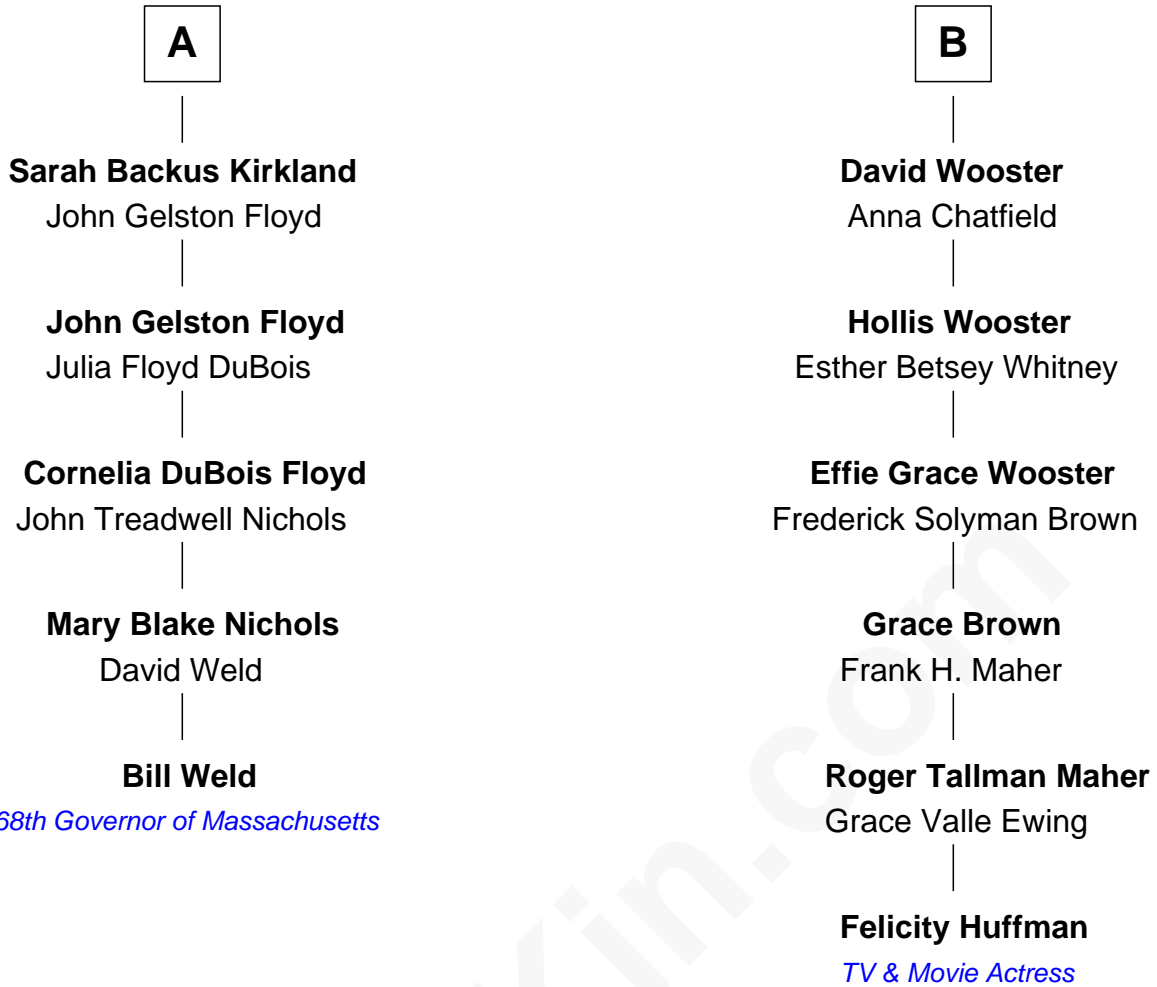 A
Sarah Backus Kirkland
John Gelston Floyd
John Gelston Floyd
Julia Floyd DuBois
Cornelia DuBois Floyd
John Treadwell Nichols
Mary Blake Nichols
David Weld
Bill Weld
68th Governor of Massachusetts
B
David Wooster
Anna Chatfield
Hollis Wooster
Esther Betsey Whitney
Effie Grace Wooster
Frederick Solyman Brown
Grace Brown
Frank H. Maher
Roger Tallman Maher
Grace Valle Ewing
Felicity Huffman
TV & Movie Actress
Kin.com